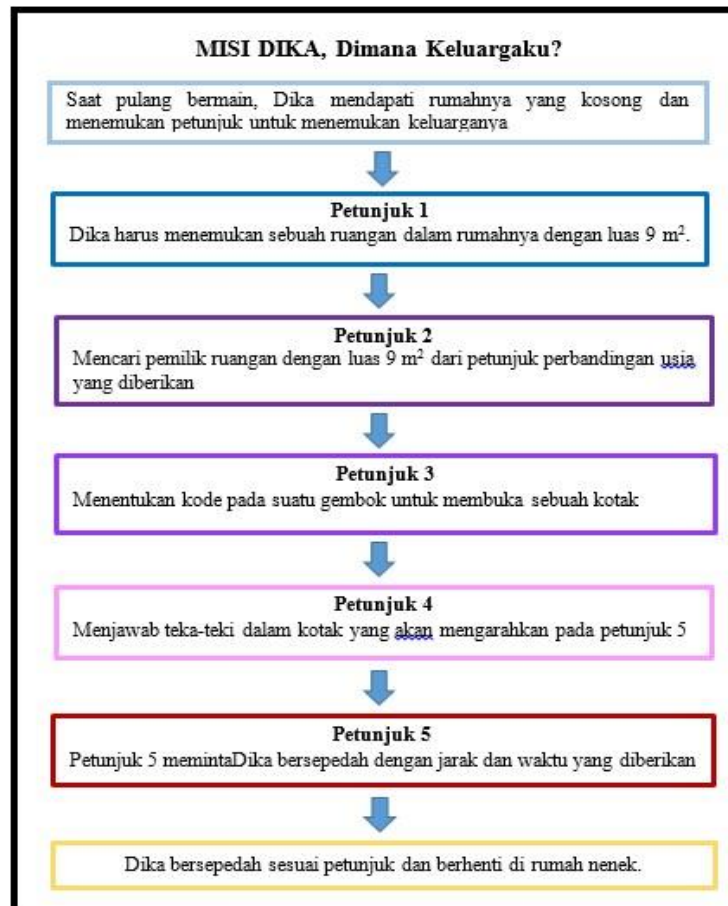 MISI DIKA, Dimana Keluargaku?
Saat pulang bermain, Dika mendapati rumahnya yang kosong dan
menemukan petunjuk untuk menemukan keluarganya
Petunjuk 1
Dika harus menemukan sebuah ruangan dalam rumahnya dengan luas 9 m².
Petunjuk 2
Mencari pemilik ruangan dengan luas 9 m² dari petunjuk perbandingan usia
yang diberikan
Petunjuk 3
Menentukan kode pada suatu gembok untuk membuka sebuah kotak
Petunjuk 4
Menjawab teka-teki dalam kotak yang akan mengarahkan pada petunjuk 5
Petunjuk 5
Petunjuk 5 memintaDika bersepedah dengan jarak dan waktu yang diberikan
Dika bersepedah sesuai petunjuk dan berhenti di rumah nenek.